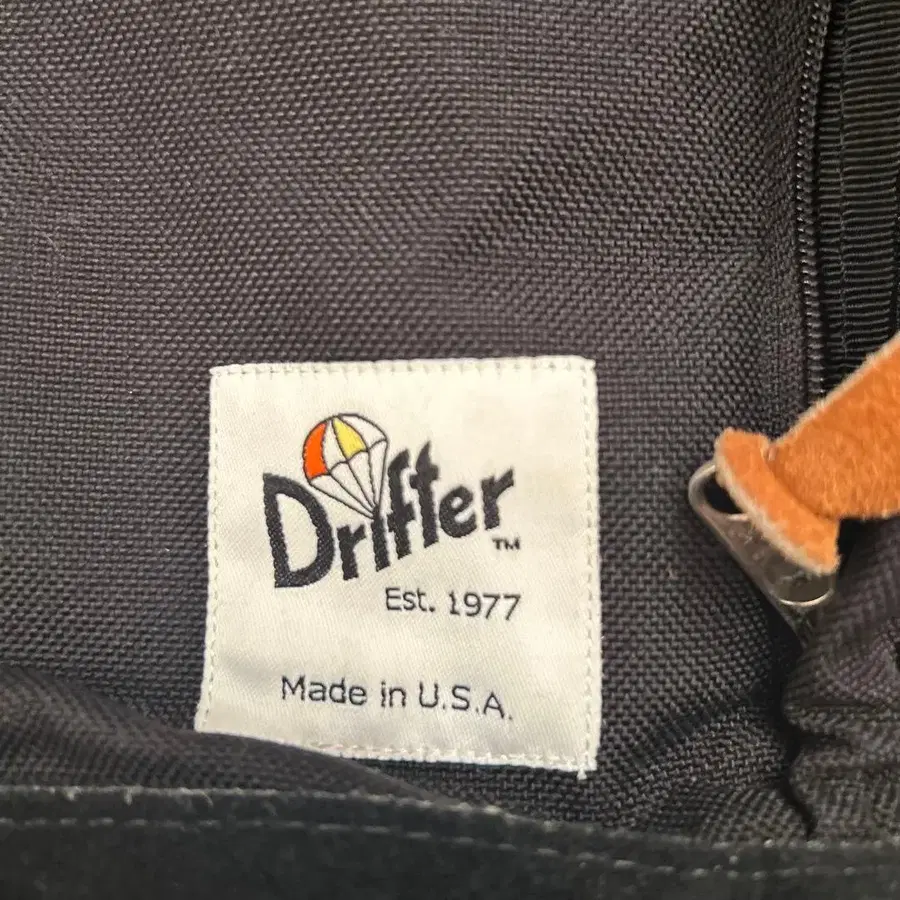 Drifter™
Est. 1977
Made in U.S.A.